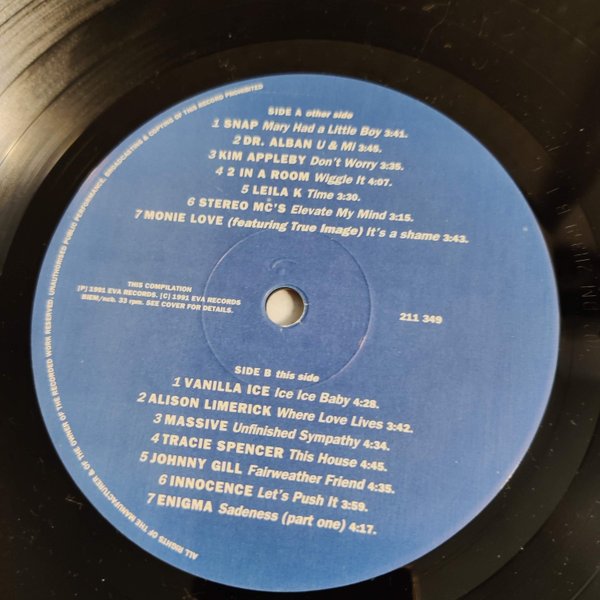 SIDE A other side
1 SNAP Mary Had a Little Boy 3:41.
2 DR. ALBAN U & Mi 3:45.
3 KIM APPLEBY Don't Worry 3:35.
4 2 IN A ROOM Wiggle It 4:07.
5 LEILA K Time 3:30.
6 STEREO MC'S Elevate My Mind 3:15.
7 MONIE LOVE (featuring True Image) It's a shame 3:43.
THIS COMPILATION
(P) 1991 EVA RECORDS. (C) 1991 EVA RECORDS
BIEM/ncb. 33 rpm. SEE COVER FOR DETAILS.
211 349
SIDE B this side
1 VANILLA ICE Ice Ice Baby 4:28.
2 ALISON LIMERICK Where Love Lives 3:42.
3 MASSIVE Unfinished Sympathy 4:34.
4 TRACIE SPENCER This House 4:45.
5 JOHNNY GILL Fairweather Friend 4:35.
6 INNOCENCE Let's Push It 3:59.
7 ENIGMA Sadeness (part one) 4:17.
ALL RIGHTS OF THE MANUFACTURER & OF THE OWNER OF THE RECORDED WORK RESERVED. UNAUTHORISED PUBLIC PERFORMANCE, BROADCASTING & COPYING OF THIS RECORD PROHIBITED